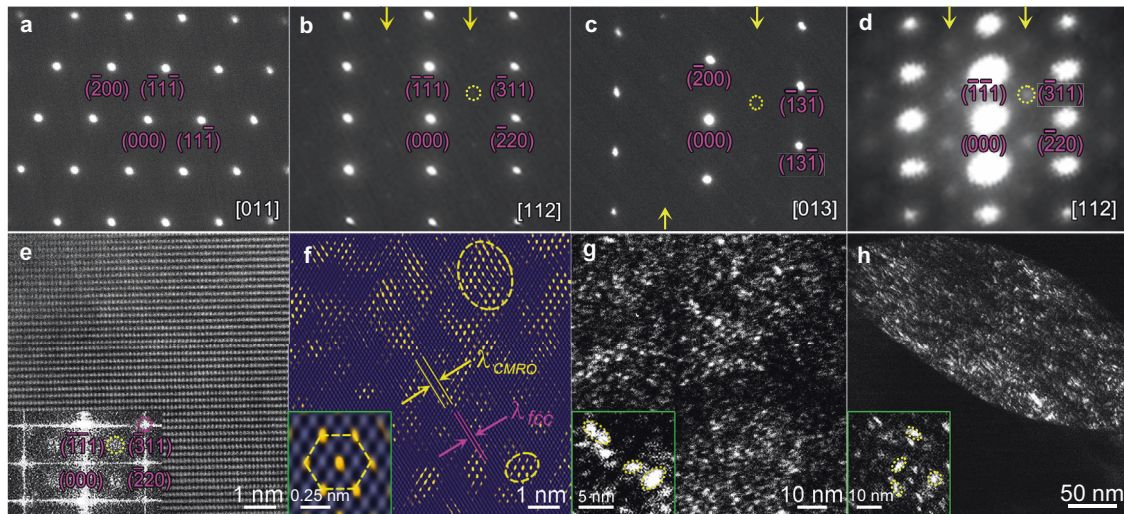 a
b
c
d
(2̄00) (1̄11̄)
(000) (111̄)
[011]
(1̄1̄1) (3̄11)
(000) (2̄20)
[112]
(2̄00)
(1̄31̄)
(000)
(131̄)
[013]
(1̄1̄1) (3̄11)
(000) (2̄20)
[112]
e
f
g
h
(1̄1̄1) (3̄11)
(000) (2̄20)
1 nm
λCMRO
λfcc
0.25 nm
1 nm
5 nm
10 nm
10 nm
50 nm